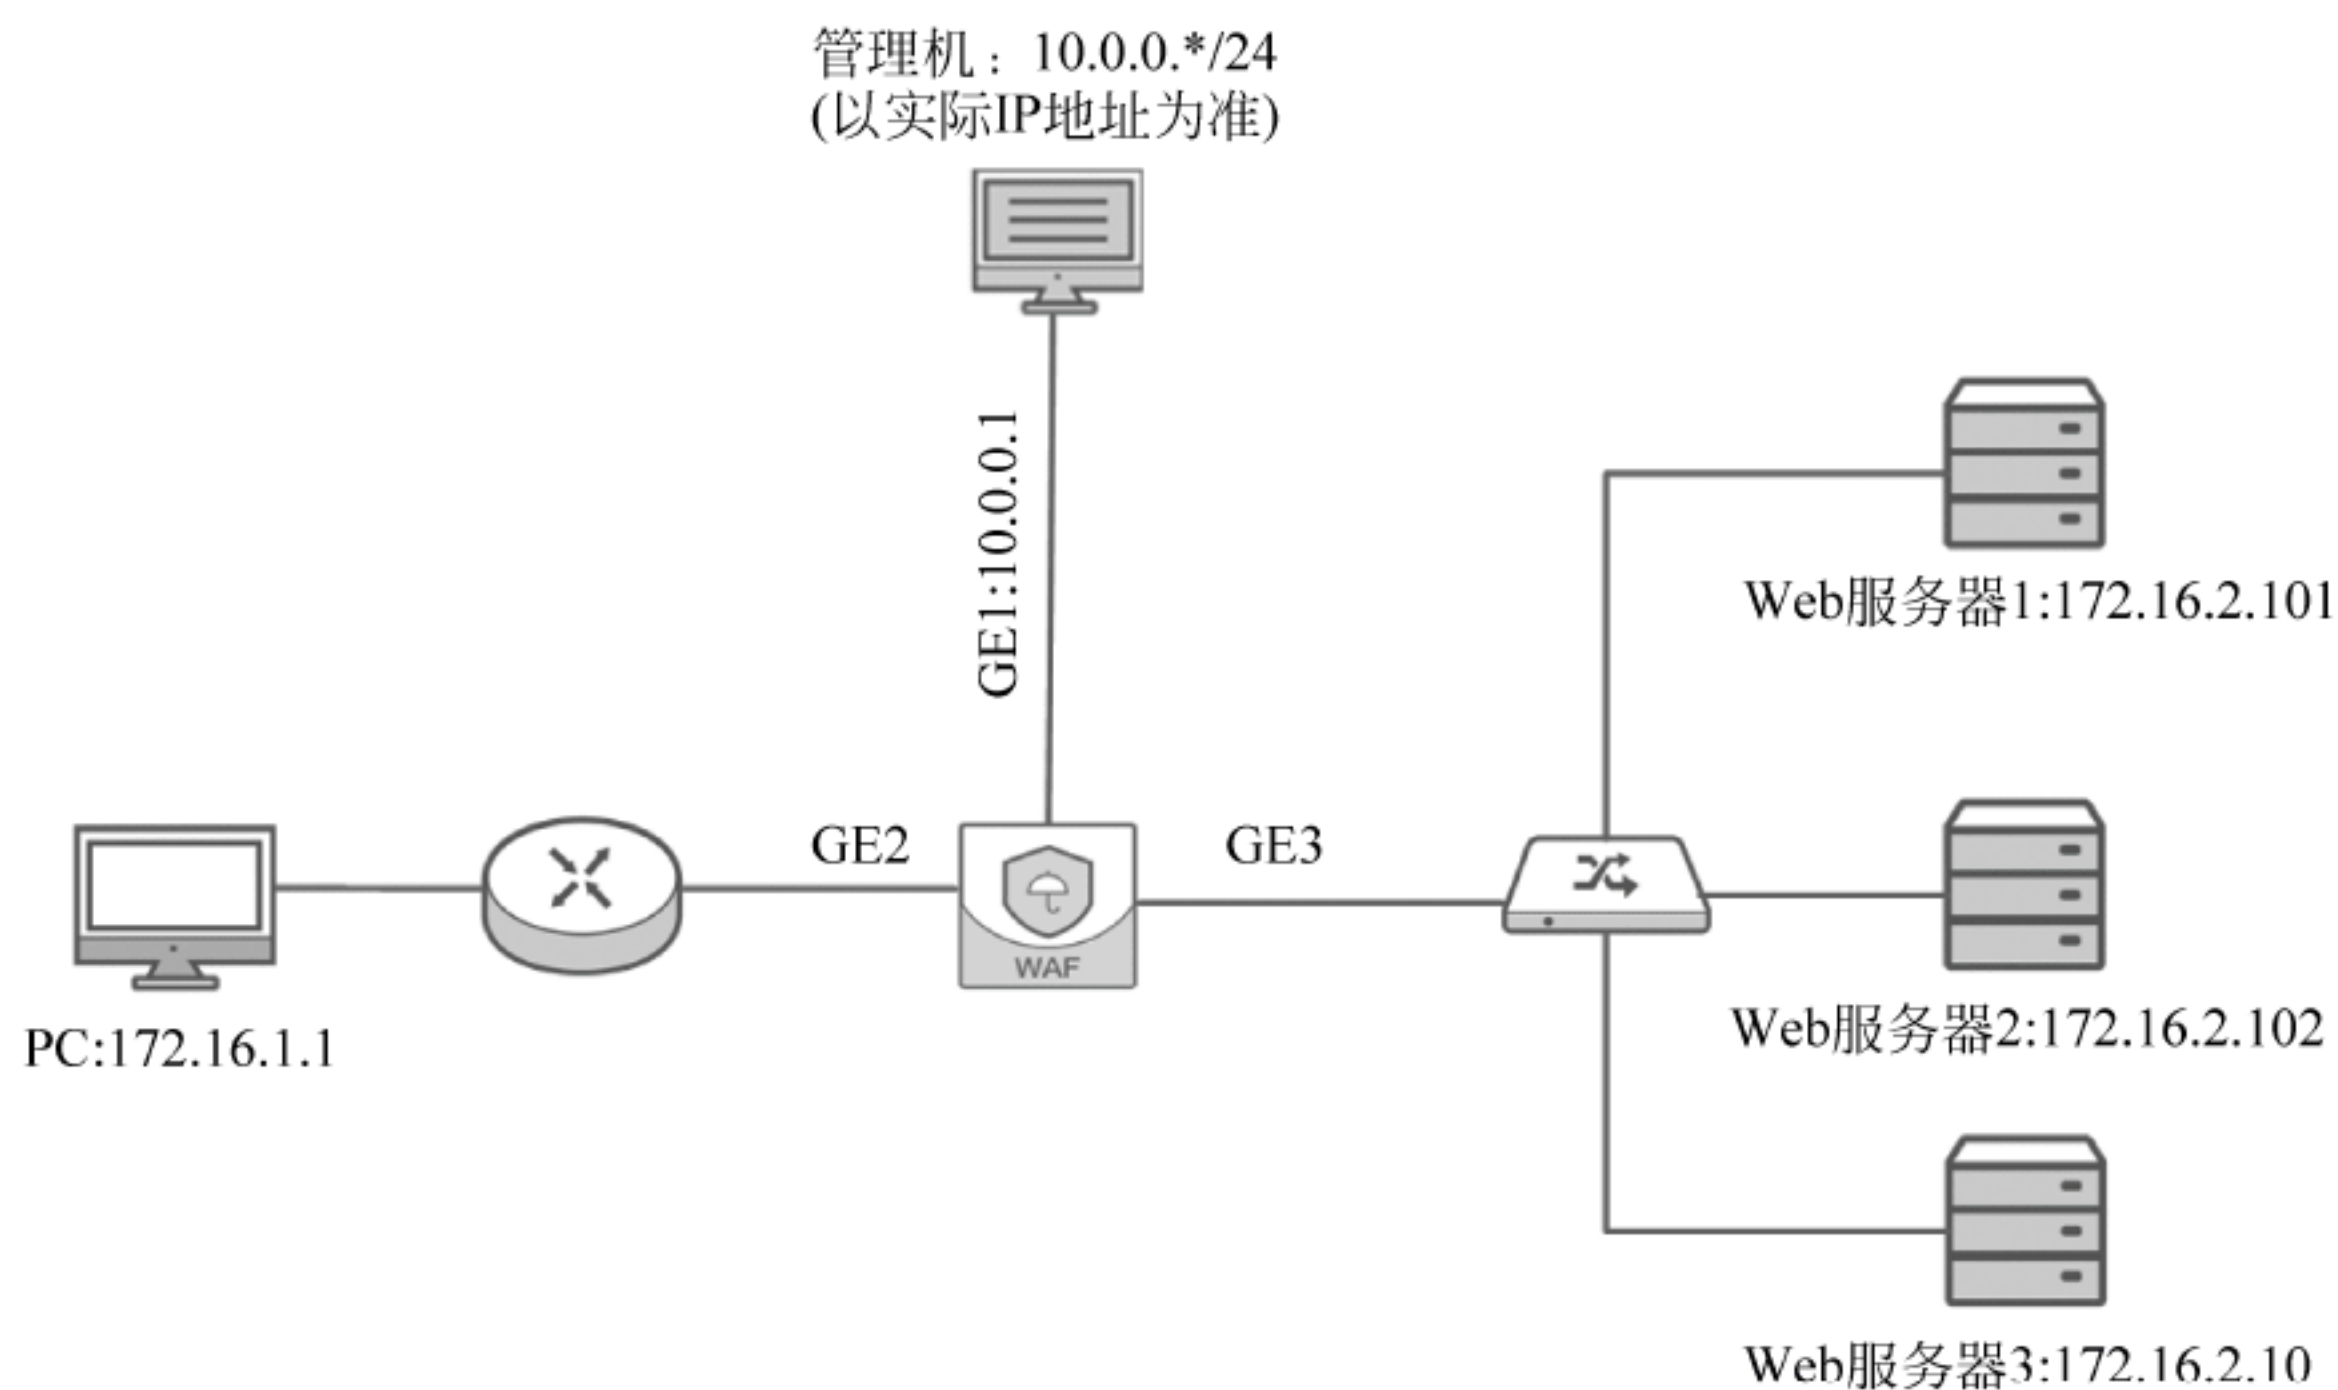 管理机：10.0.0.*/24
(以实际IP地址为准)
GE1:10.0.0.1
Web服务器1:172.16.2.101
GE2
GE3
WAF
PC:172.16.1.1
Web服务器2:172.16.2.102
Web服务器3:172.16.2.10